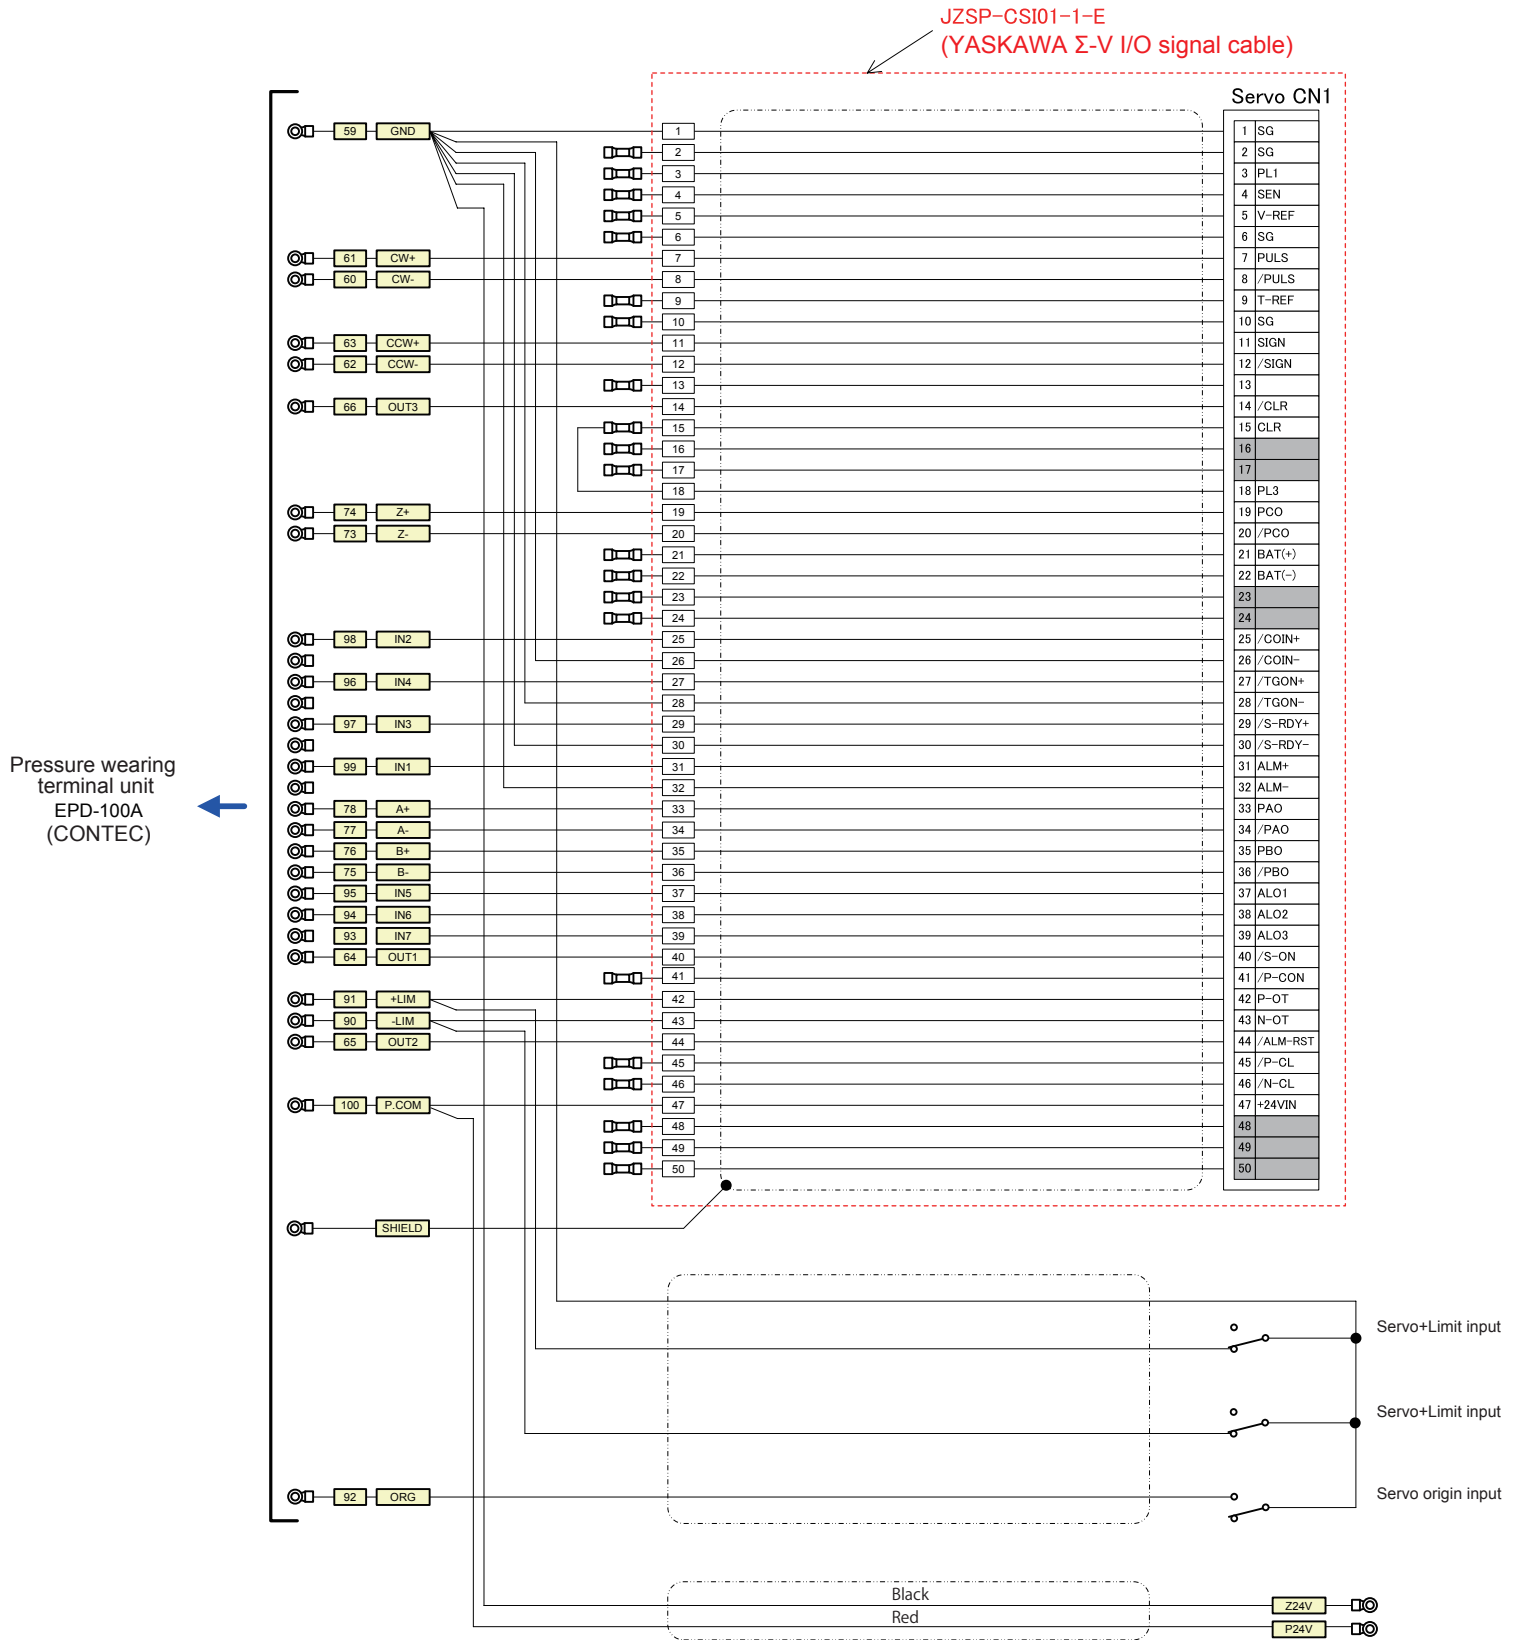 JZSP-CSI01-1-E
(YASKAWA Σ-V I/O signal cable)
Servo CN1
59 GND 1 1 SG
2 2 SG
3 3 PL1
4 4 SEN
5 5 V-REF
6 6 SG
61 CW+ 7 7 PULS
60 CW- 8 8 /PULS
9 9 T-REF
10 10 SG
63 CCW+ 11 11 SIGN
62 CCW- 12 12 /SIGN
13 13
66 OUT3 14 14 /CLR
15 15 CLR
16 16
17 17
18 18 PL3
74 Z+ 19 19 PCO
73 Z- 20 20 /PCO
21 21 BAT(+)
22 22 BAT(-)
23 23
24 24
98 IN2 25 25 /COIN+
26 26 /COIN-
96 IN4 27 27 /TGON+
28 28 /TGON-
97 IN3 29 29 /S-RDY+
30 30 /S-RDY-
99 IN1 31 31 ALM+
32 32 ALM-
78 A+ 33 33 PAO
77 A- 34 34 /PAO
76 B+ 35 35 PBO
75 B- 36 36 /PBO
95 IN5 37 37 ALO1
94 IN6 38 38 ALO2
93 IN7 39 39 ALO3
64 OUT1 40 40 /S-ON
41 41 /P-CON
91 +LIM 42 42 P-OT
90 -LIM 43 43 N-OT
65 OUT2 44 44 /ALM-RST
45 45 /P-CL
46 46 /N-CL
100 P.COM 47 47 +24VIN
48 48
49 49
50 50
Pressure wearing
terminal unit
EPD-100A
(CONTEC)
SHIELD
Servo+Limit input
Servo+Limit input
92 ORG Servo origin input
Black Z24V
Red P24V